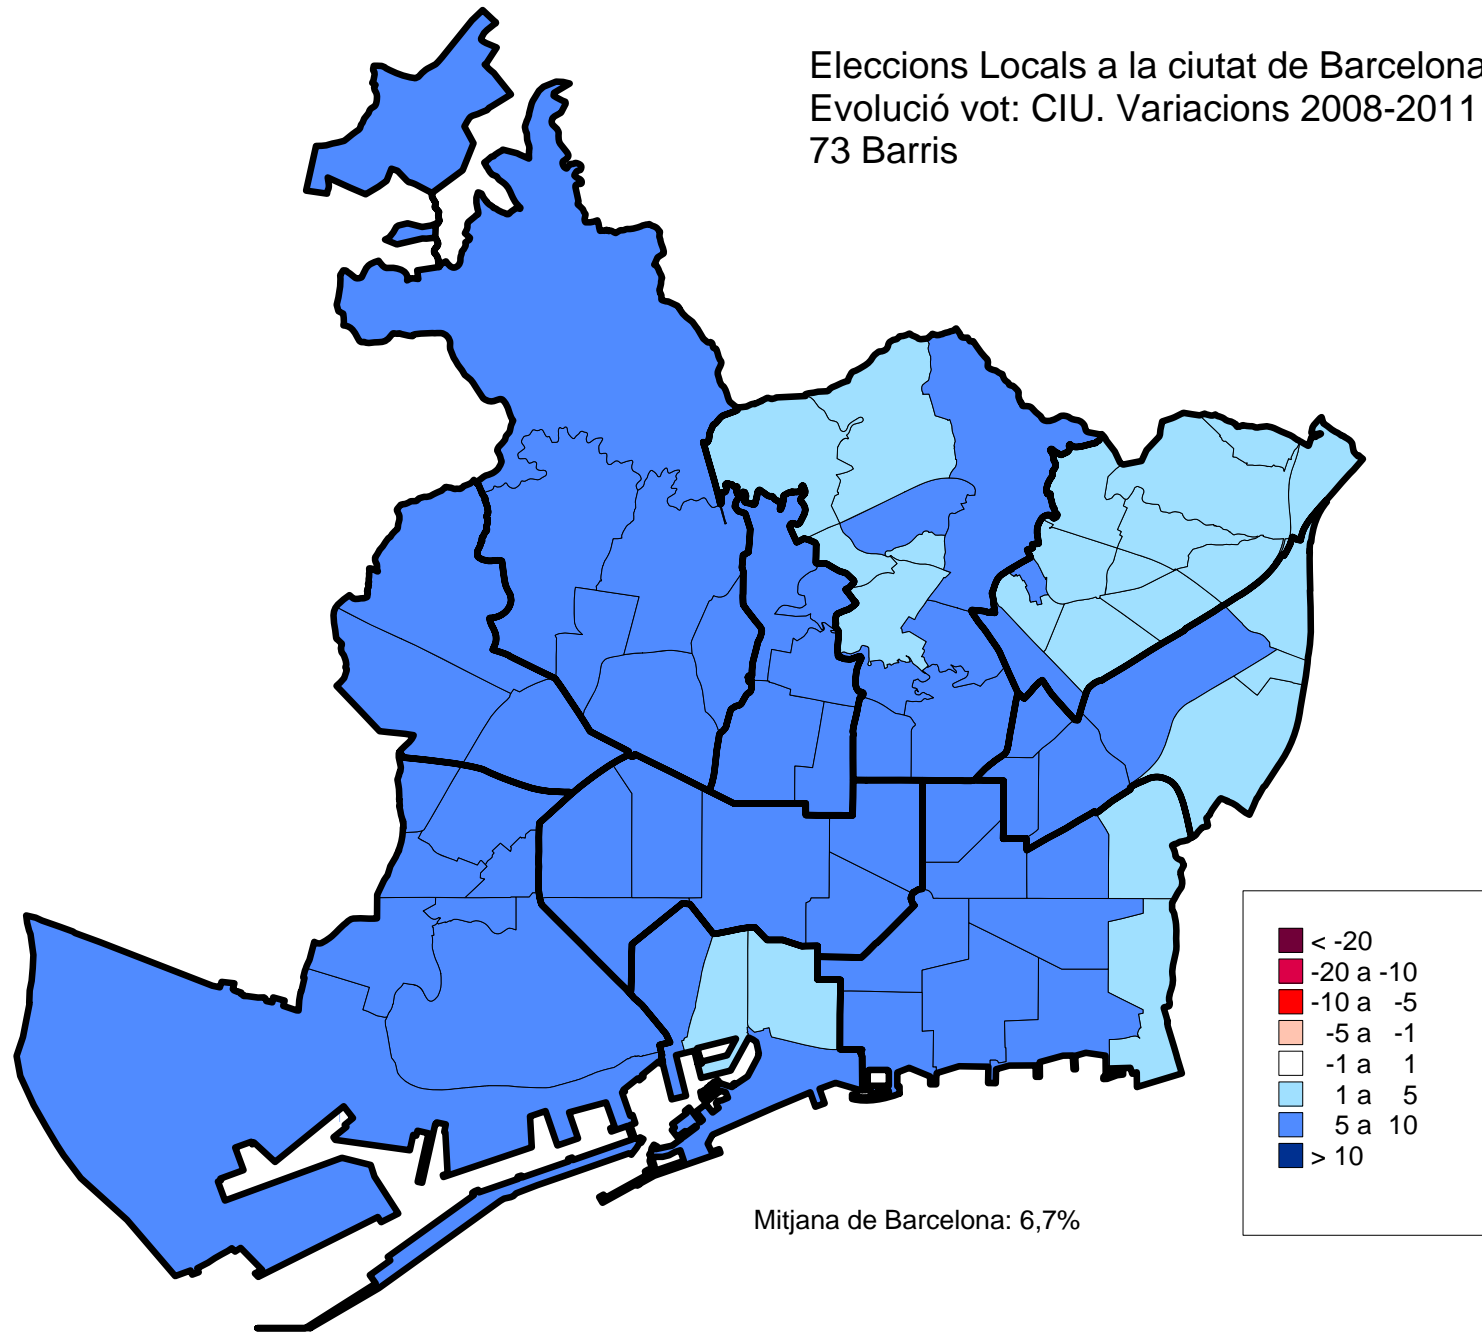 Eleccions Locals a la ciutat de Barcelona
Evolució vot: CIU. Variacions 2008-2011
73 Barris
< -20
-20 a -10
-10 a -5
-5 a -1
-1 a 1
1 a 5
5 a 10
> 10
Mitjana de Barcelona: 6,7%